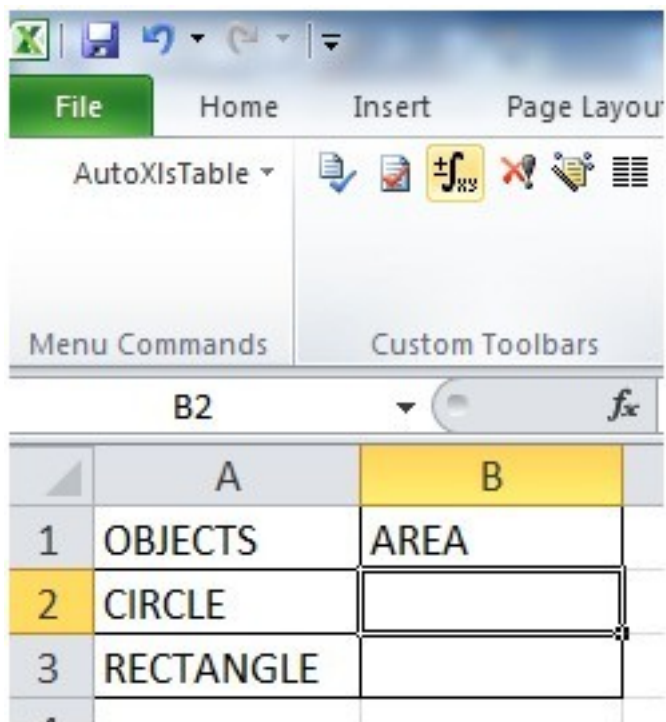 File Home Insert Page Layou
AutoXlsTable
±∫xy
Menu Commands Custom Toolbars
B2 fx
A B
1 OBJECTS AREA
2 CIRCLE
3 RECTANGLE